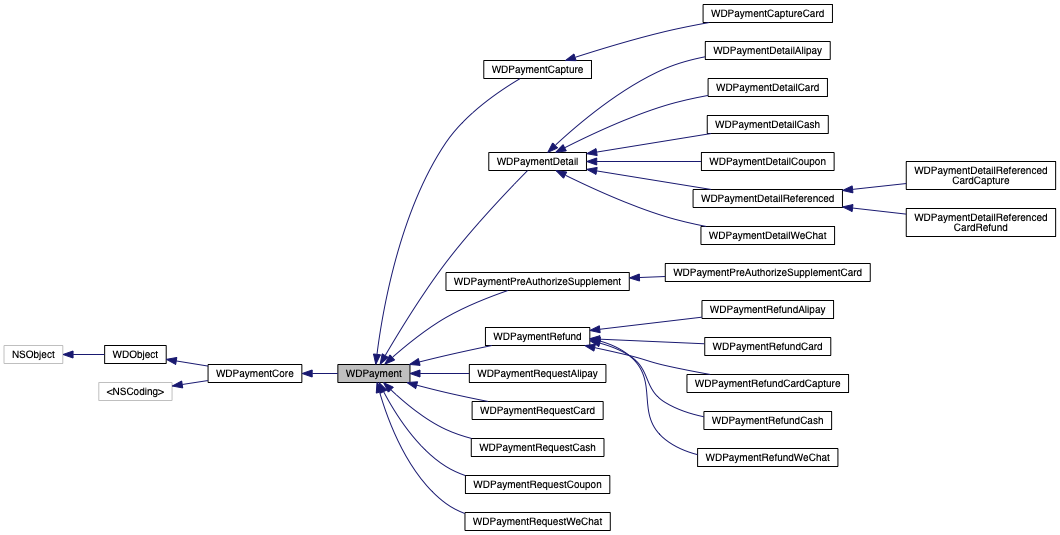 WDPaymentCaptureCard
WDPaymentDetailAlipay
WDPaymentCapture
WDPaymentDetailCard
WDPaymentDetailCash
WDPaymentDetail
WDPaymentDetailCoupon
WDPaymentDetailReferenced
CardCapture
WDPaymentDetailReferenced
WDPaymentDetailReferenced
CardRefund
WDPaymentDetailWeChat
WDPaymentPreAuthorizeSupplement
WDPaymentPreAuthorizeSupplementCard
WDPaymentRefundAlipay
WDPaymentRefund
WDPaymentRefundCard
NSObject
WDObject
WDPaymentCore
WDPayment
WDPaymentRequestAlipay
WDPaymentRefundCardCapture
<NSCoding>
WDPaymentRequestCard
WDPaymentRefundCash
WDPaymentRequestCash
WDPaymentRefundWeChat
WDPaymentRequestCoupon
WDPaymentRequestWeChat